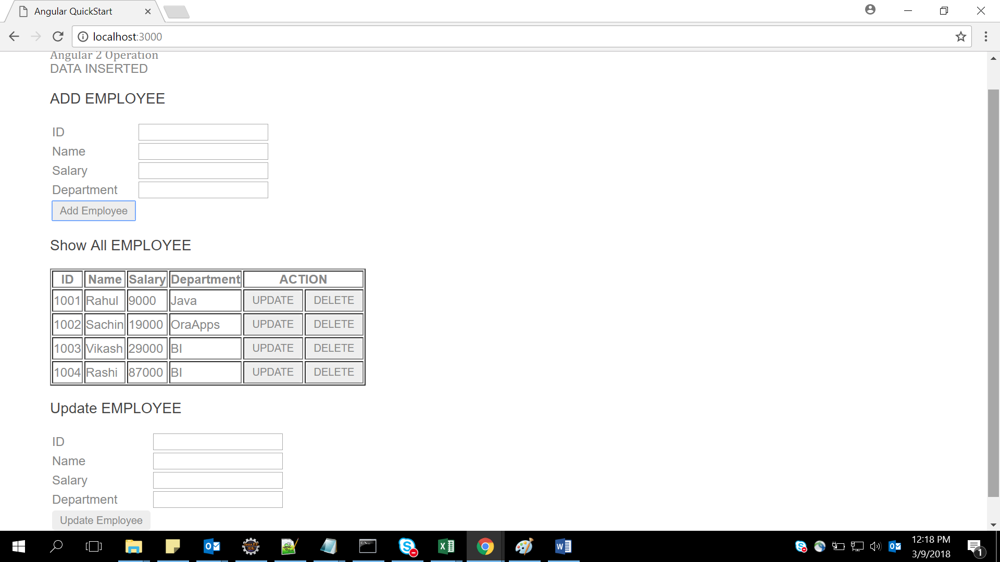 Angular QuickStart
localhost:3000
Angular 2 Operation
DATA INSERTED
ADD EMPLOYEE
ID
Name
Salary
Department
Add Employee
Show All EMPLOYEE
ID Name Salary Department ACTION
1001 Rahul 9000 Java UPDATE DELETE
1002 Sachin 19000 OraApps UPDATE DELETE
1003 Vikash 29000 BI UPDATE DELETE
1004 Rashi 87000 BI UPDATE DELETE
Update EMPLOYEE
ID
Name
Salary
Department
Update Employee
12:18 PM
3/9/2018
1